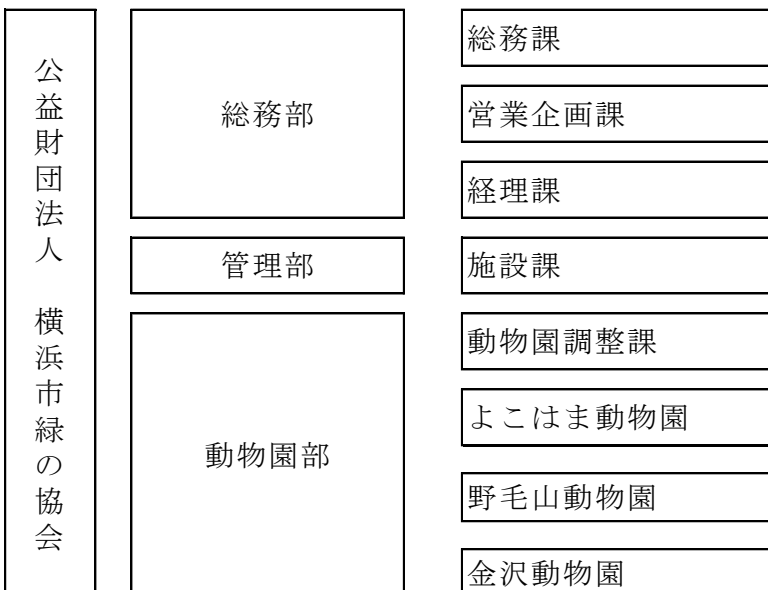 公益財団法人 横浜市緑の協会
総務部
総務課
営業企画課
経理課
管理部
施設課
動物園部
動物園調整課
よこはま動物園
野毛山動物園
金沢動物園